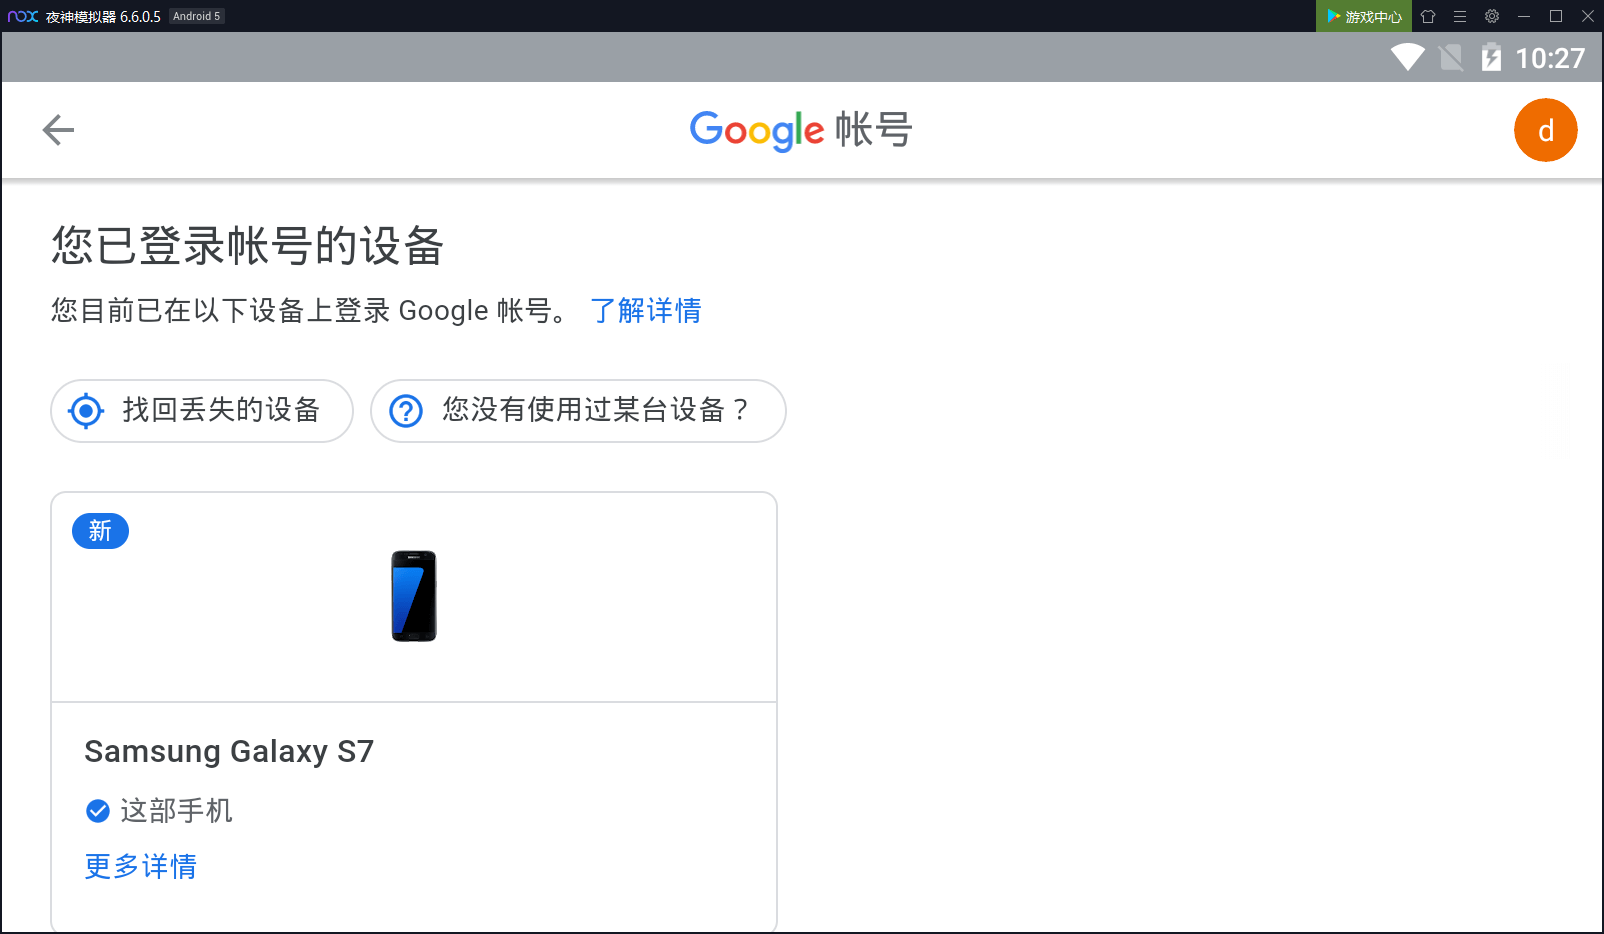 nox 夜神模拟器 6.6.0.5 Android 5 游戏中心
10:27
Google 帐号
d
您已登录帐号的设备
您目前已在以下设备上登录 Google 帐号。 了解详情
找回丢失的设备 您没有使用过某台设备？
新
Samsung Galaxy S7
这部手机
更多详情